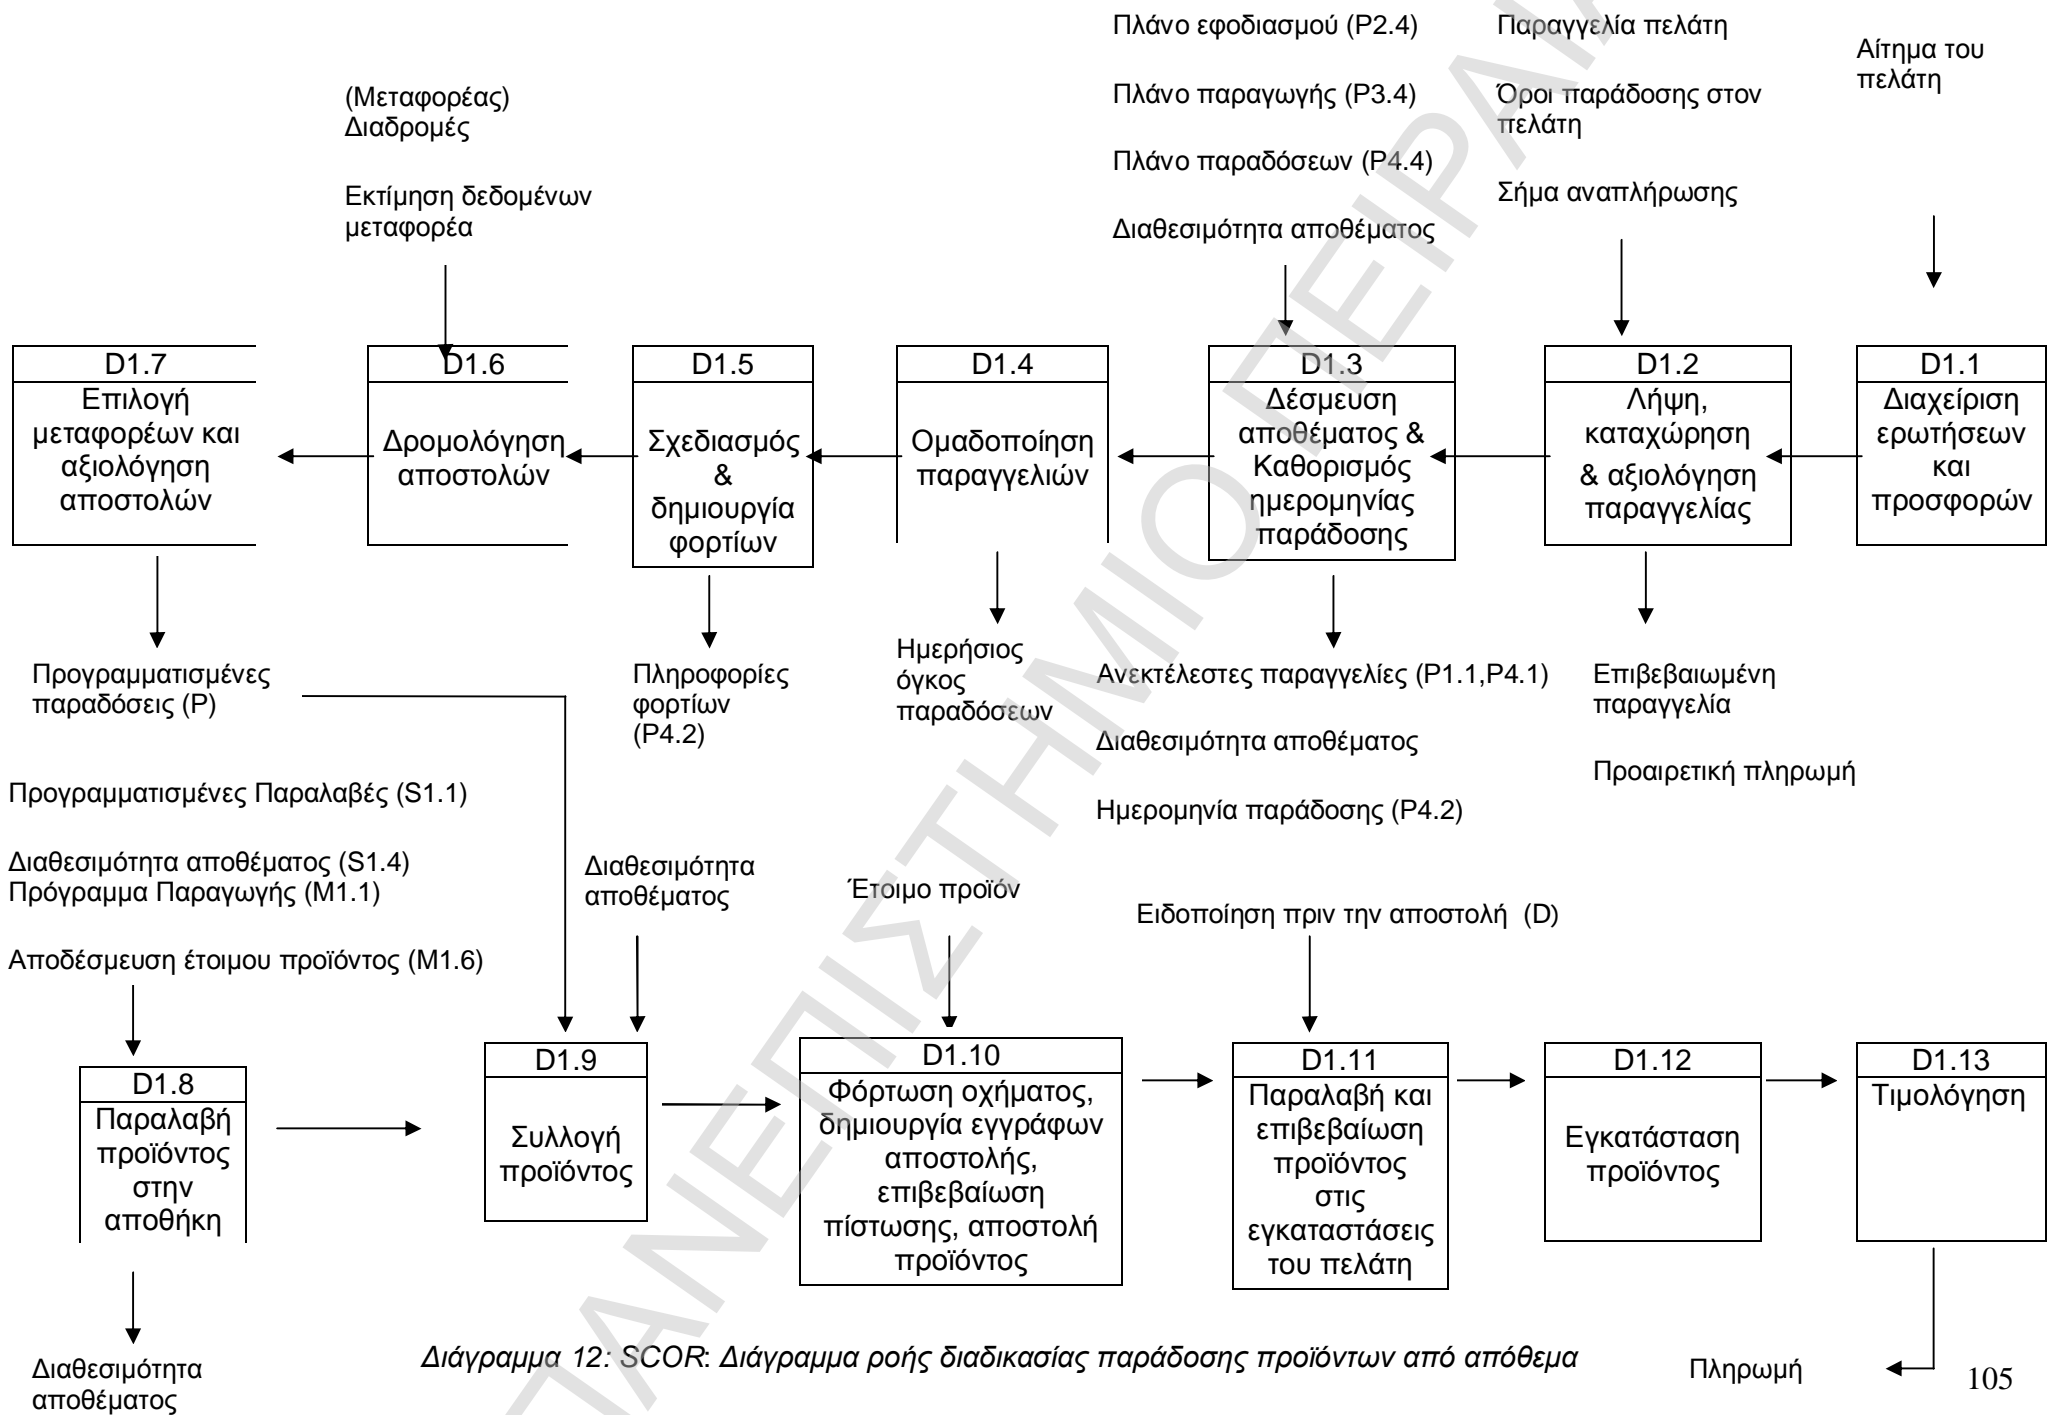 Πλάνο εφοδιασμού (P2.4)
Πλάνο παραγωγής (P3.4)
Πλάνο παραδόσεων (P4.4)
Διαθεσιμότητα αποθέματος
Παραγγελία πελάτη
Όροι παράδοσης στον
πελάτη
Σήμα αναπλήρωσης
Αίτημα του
πελάτη
(Μεταφορέας)
Διαδρομές
Εκτίμηση δεδομένων
μεταφορέα
D1.7
Επιλογή
μεταφορέων και
αξιολόγηση
αποστολών
D1.6
Δρομολόγηση
αποστολών
D1.5
Σχεδιασμός
&
δημιουργία
φορτίων
D1.4
Ομαδοποίηση
παραγγελιών
D1.3
Δέσμευση
αποθέματος &
Καθορισμός
ημερομηνίας
παράδοσης
D1.2
Λήψη,
καταχώρηση
& αξιολόγηση
παραγγελίας
D1.1
Διαχείριση
ερωτήσεων
και
προσφορών
Προγραμματισμένες
παραδόσεις (P)
Πληροφορίες
φορτίων
(P4.2)
Ημερήσιος
όγκος
παραδόσεων
Ανεκτέλεστες παραγγελίες (P1.1,P4.1)
Διαθεσιμότητα αποθέματος
Ημερομηνία παράδοσης (P4.2)
Επιβεβαιωμένη
παραγγελία
Προαιρετική πληρωμή
Προγραμματισμένες Παραλαβές (S1.1)
Διαθεσιμότητα αποθέματος (S1.4)
Πρόγραμμα Παραγωγής (M1.1)
Αποδέσμευση έτοιμου προϊόντος (M1.6)
Διαθεσιμότητα
αποθέματος
Έτοιμο προϊόν
Ειδοποίηση πριν την αποστολή (D)
D1.8
Παραλαβή
προϊόντος
στην
αποθήκη
D1.9
Συλλογή
προϊόντος
D1.10
Φόρτωση οχήματος,
δημιουργία εγγράφων
αποστολής,
επιβεβαίωση
πίστωσης, αποστολή
προϊόντος
D1.11
Παραλαβή και
επιβεβαίωση
προϊόντος
στις
εγκαταστάσεις
του πελάτη
D1.12
Εγκατάσταση
προϊόντος
D1.13
Τιμολόγηση
Διαθεσιμότητα
αποθέματος
Διάγραμμα 12: SCOR: Διάγραμμα ροής διαδικασίας παράδοσης προϊόντων από απόθεμα
Πληρωμή
105
ΠΑΝΕΠΙΣΤΗΜΙΟ ΠΕΙΡΑΙΑ